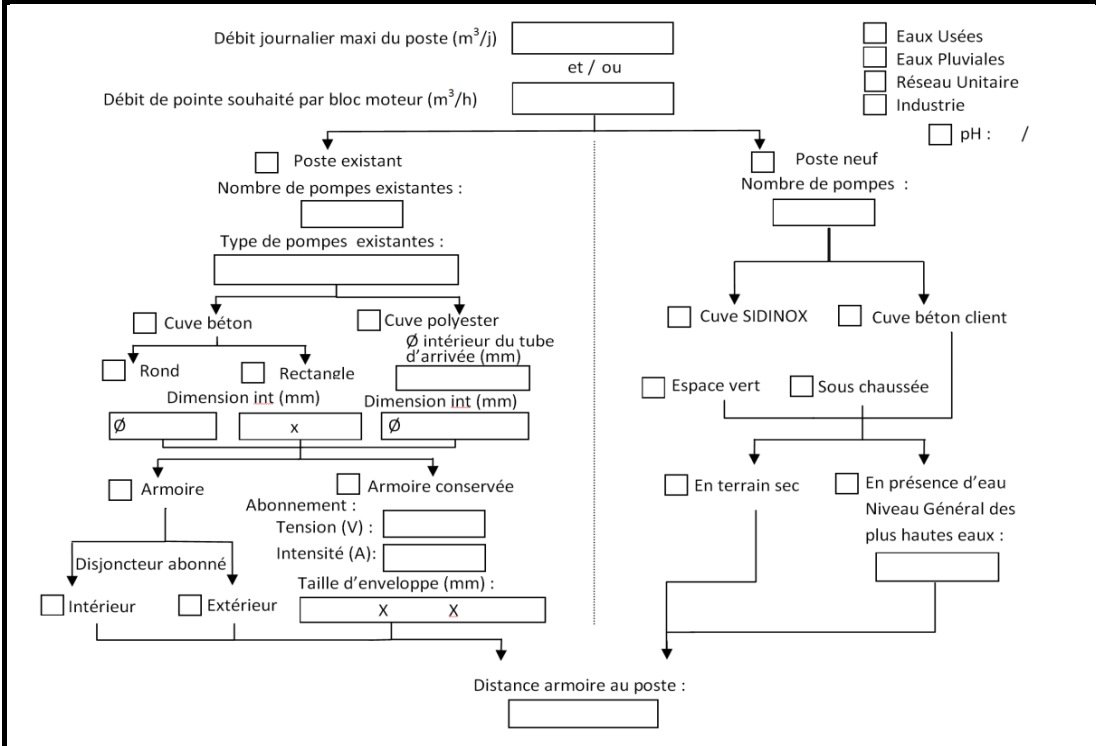 Débit journalier maxi du poste (m³/j)
et / ou
Débit de pointe souhaité par bloc moteur (m³/h)
Eaux Usées
Eaux Pluviales
Réseau Unitaire
Industrie
pH : /
Poste existant
Nombre de pompes existantes :
Type de pompes existantes :
Cuve béton
Cuve polyester
Ø intérieur du tube
d'arrivée (mm)
Rond
Rectangle
Dimension int (mm)
Dimension int (mm)
Ø
x
Ø
Armoire
Armoire conservée
Abonnement :
Tension (V) :
Intensité (A):
Disjoncteur abonné
Taille d'enveloppe (mm) :
Intérieur
Extérieur
X X
Poste neuf
Nombre de pompes :
Cuve SIDINOX
Cuve béton client
Espace vert
Sous chaussée
En terrain sec
En présence d'eau
Niveau Général des
plus hautes eaux :
Distance armoire au poste :